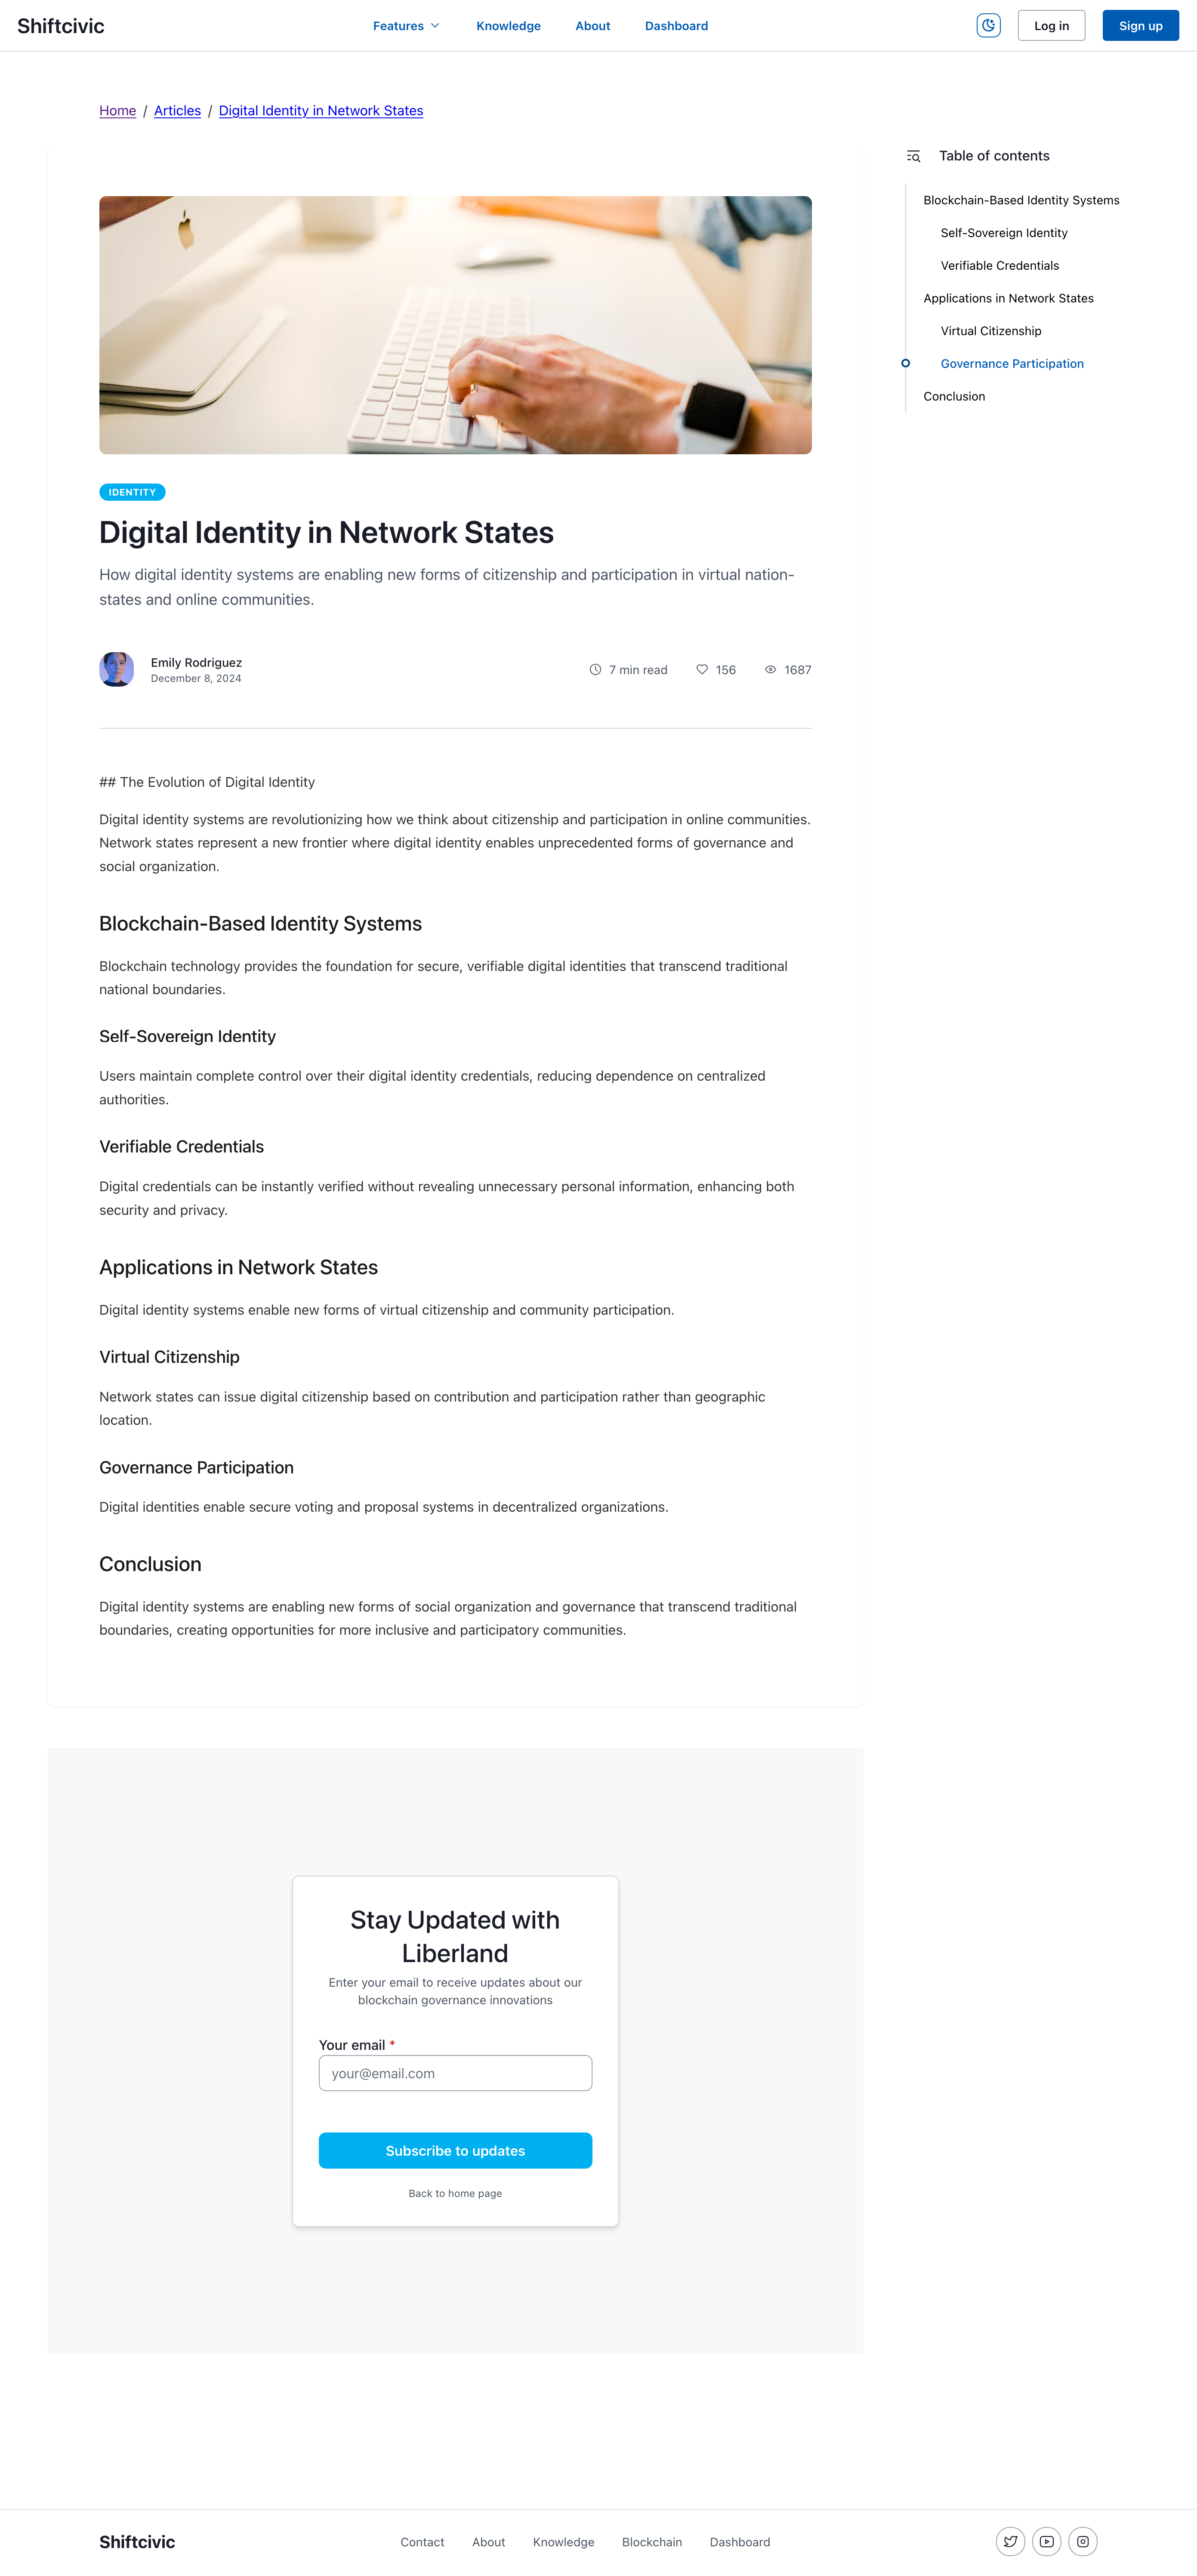 Shiftcivic
Features
Knowledge
About
Dashboard
Log in
Sign up
Home / Articles / Digital Identity in Network States
Table of contents
Blockchain-Based Identity Systems
Self-Sovereign Identity
Verifiable Credentials
Applications in Network States
Virtual Citizenship
Governance Participation
Conclusion
IDENTITY
Digital Identity in Network States
How digital identity systems are enabling new forms of citizenship and participation in virtual nation-
states and online communities.
Emily Rodriguez
December 8, 2024
7 min read
156
1687
## The Evolution of Digital Identity
Digital identity systems are revolutionizing how we think about citizenship and participation in online communities.
Network states represent a new frontier where digital identity enables unprecedented forms of governance and
social organization.
Blockchain-Based Identity Systems
Blockchain technology provides the foundation for secure, verifiable digital identities that transcend traditional
national boundaries.
Self-Sovereign Identity
Users maintain complete control over their digital identity credentials, reducing dependence on centralized
authorities.
Verifiable Credentials
Digital credentials can be instantly verified without revealing unnecessary personal information, enhancing both
security and privacy.
Applications in Network States
Digital identity systems enable new forms of virtual citizenship and community participation.
Virtual Citizenship
Network states can issue digital citizenship based on contribution and participation rather than geographic
location.
Governance Participation
Digital identities enable secure voting and proposal systems in decentralized organizations.
Conclusion
Digital identity systems are enabling new forms of social organization and governance that transcend traditional
boundaries, creating opportunities for more inclusive and participatory communities.
Stay Updated with
Liberland
Enter your email to receive updates about our
blockchain governance innovations
Your email *
your@email.com
Subscribe to updates
Back to home page
Shiftcivic
Contact
About
Knowledge
Blockchain
Dashboard